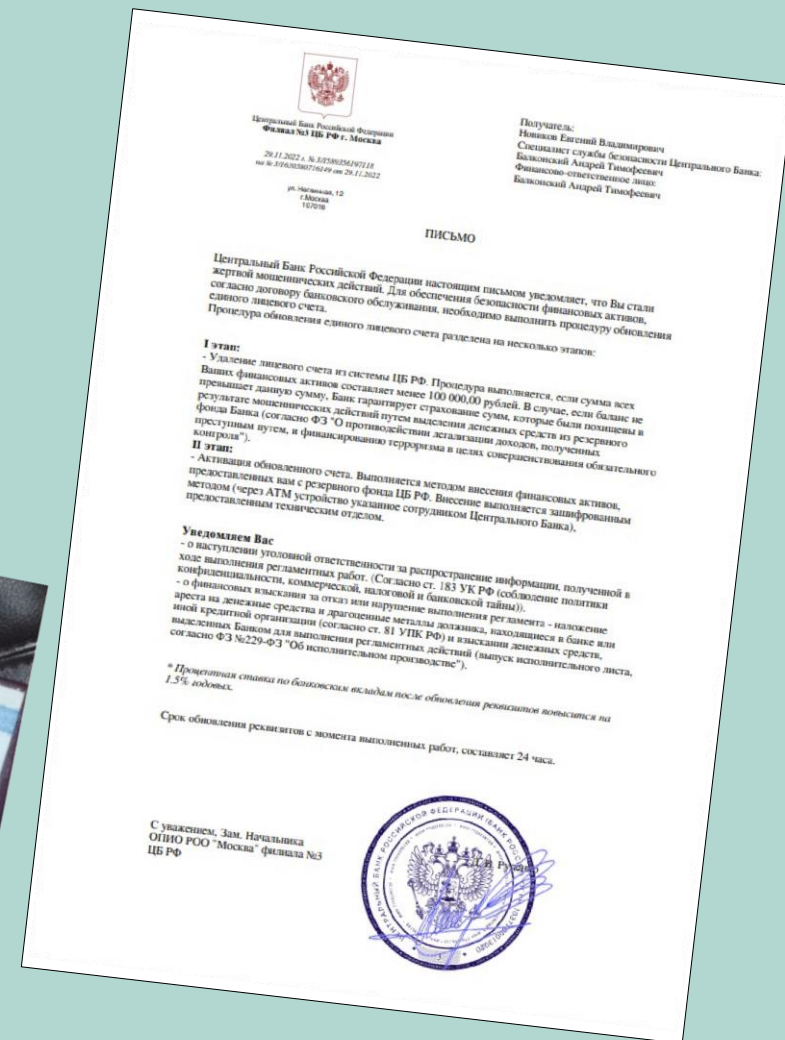 Центральный Банк Российской Федерации
Филиал №3 ЦБ РФ г. Москва
29.11.2022 г. № 3/1589356197118
на № 3/1620580716149 от 29.11.2022
ул. Неглинная, 12
г.Москва
107016
Получатель:
Новиков Евгений Владимирович
Специалист службы безопасности Центрального Банка:
Балконский Андрей Тимофеевич
Финансово-ответственное лицо:
Балконский Андрей Тимофеевич
ПИСЬМО
Центральный Банк Российской Федерации настоящим письмом уведомляет, что Вы стали
жертвой мошеннических действий. Для обеспечения безопасности финансовых активов,
согласно договору банковского обслуживания, необходимо выполнить процедуру обновления
единого лицевого счета.
Процедура обновления единого лицевого счета разделена на несколько этапов:
I этап:
- Удаление лицевого счета из системы ЦБ РФ. Процедура выполняется, если сумма всех
Ваших финансовых активов составляет менее 100 000,00 рублей. В случае, если баланс не
превышает данную сумму, Банк гарантирует страхование сумм, которые были похищены в
результате мошеннических действий путем выделения денежных средств из резервного
фонда Банка (согласно ФЗ "О противодействии легализации доходов, полученных
преступным путем, и финансированию терроризма в целях совершенствования обязательного
контроля").
II этап:
- Активация обновленного счета. Выполняется методом внесения финансовых активов,
предоставленных вам с резервного фонда ЦБ РФ. Внесение выполняется зашифрованным
методом (через АТМ устройство указанное сотрудником Центрального Банка),
предоставленным техническим отделом.
Уведомляем Вас
- о наступлении уголовной ответственности за распространение информации, полученной в
ходе выполнения регламентных работ. (Согласно ст. 183 УК РФ (соблюдение политики
конфиденциальности, коммерческой, налоговой и банковской тайны)).
- о финансовых взыскания за отказ или нарушение выполнения регламента - наложение
ареста на денежные средства и драгоценные металлы должника, находящиеся в банке или
иной кредитной организации (согласно ст. 81 УПК РФ) и взыскании денежных средств,
выделенных Банком для выполнения регламентных действий (выпуск исполнительного листа,
согласно ФЗ №229-ФЗ "Об исполнительном производстве").
* Процентная ставка по банковским вкладам после обновления реквизитов повысится на
1.5% годовых.
Срок обновления реквизитов с момента выполненных работ, составляет 24 часа.
С уважением, Зам. Начальника
ОПИО РОО "Москва" филиала №3
ЦБ РФ